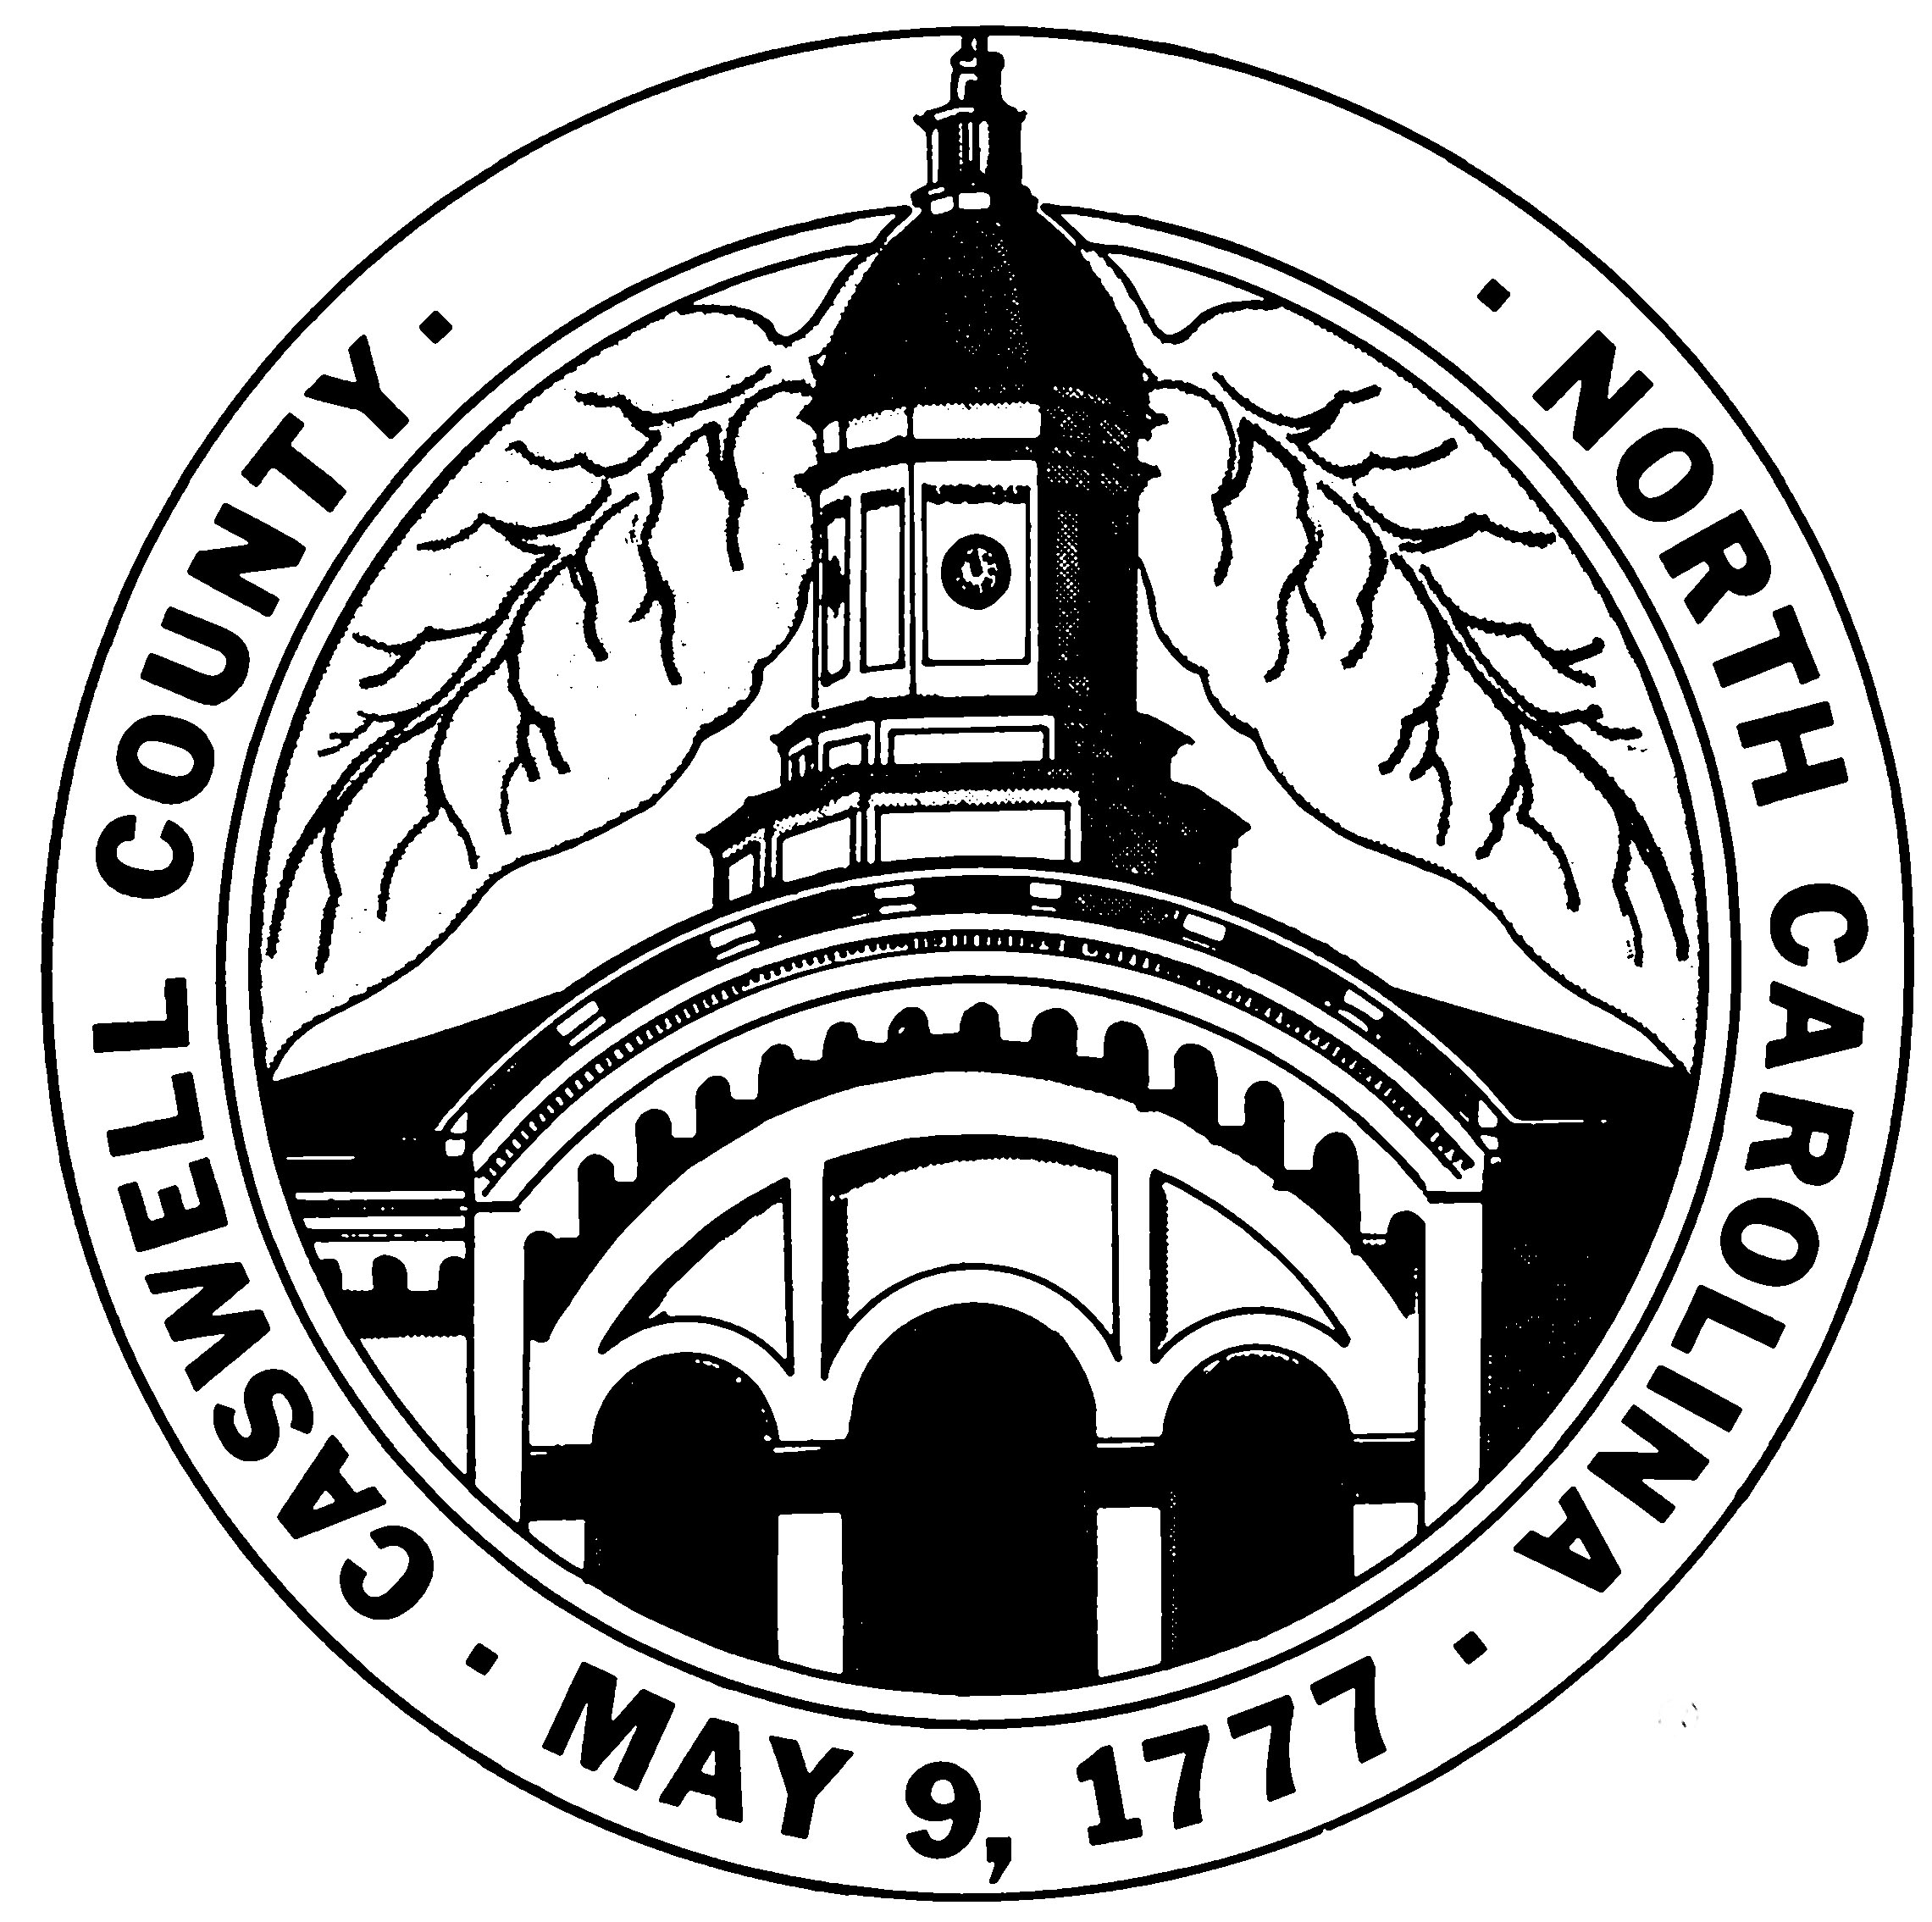 CASWELL COUNTY · NORTH CAROLINA · MAY 9, 1777 ·